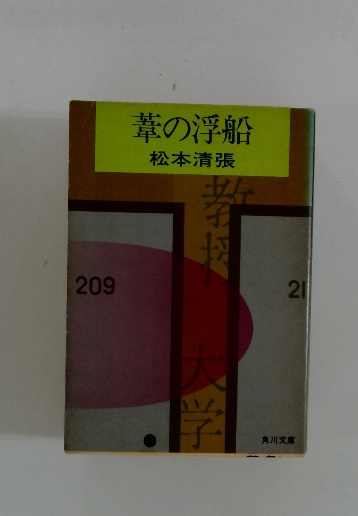 葦の浮船
松本清張
教授
大学
209
21
角川文庫